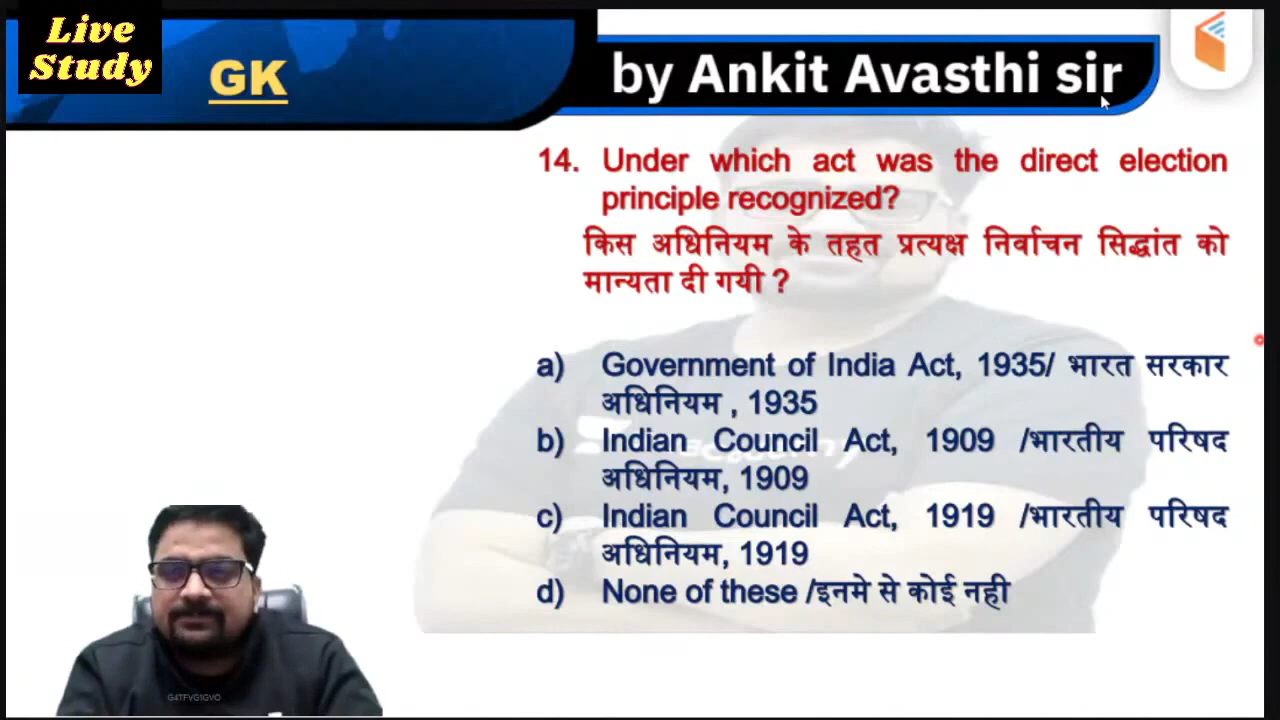 Live
Study
GK
by Ankit Avasthi sir
14. Under which act was the direct election
principle recognized?
किस अधिनियम के तहत प्रत्यक्ष निर्वाचन सिद्धांत को
मान्यता दी गयी ?
a) Government of India Act, 1935/ भारत सरकार
अधिनियम , 1935
b) Indian Council Act, 1909 /भारतीय परिषद
अधिनियम, 1909
c) Indian Council Act, 1919 /भारतीय परिषद
अधिनियम, 1919
d) None of these /इनमे से कोई नही
G4TFVG1GVO